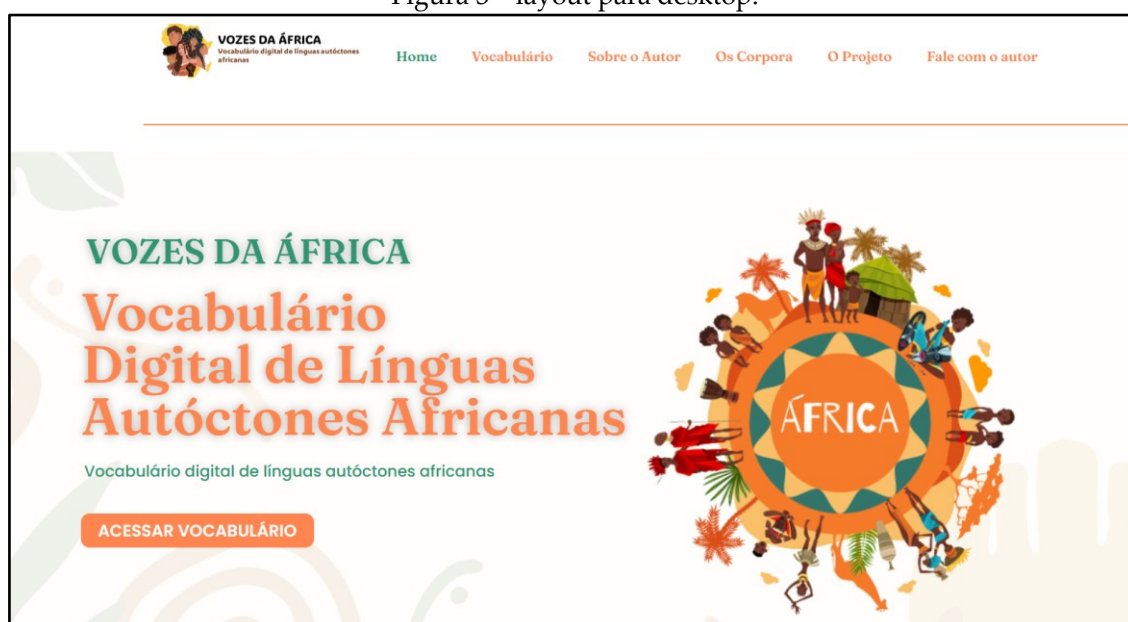 Figura 3 – layout para desktop.
VOZES DA ÁFRICA
Vocabulário digital de línguas autóctones
africanas
Home Vocabulário Sobre o Autor Os Corpora O Projeto Fale com o autor
VOZES DA ÁFRICA
Vocabulário
Digital de Línguas
Autóctones Africanas
Vocabulário digital de línguas autóctones africanas
ACESSAR VOCABULÁRIO
ÁFRICA